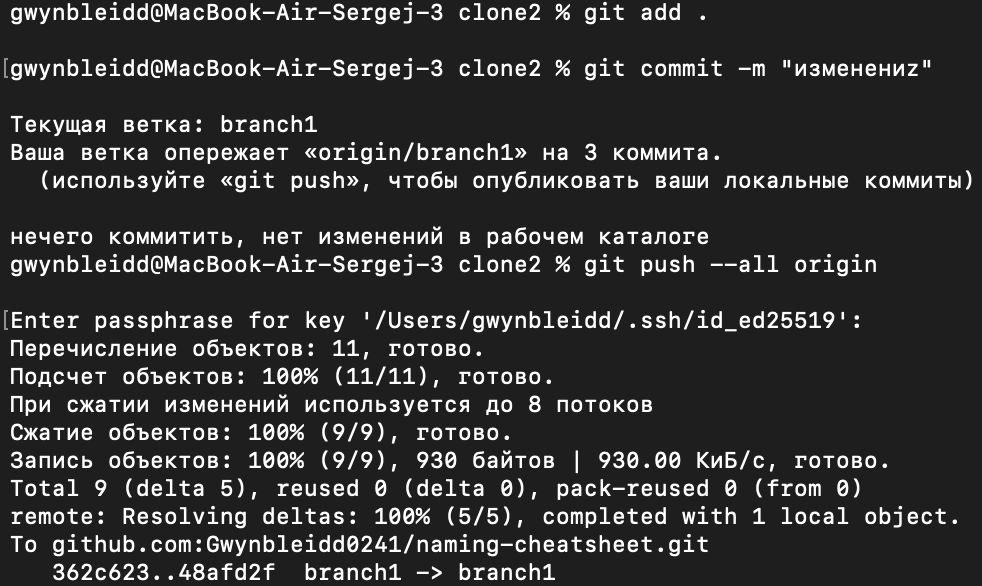 gwynbleidd@MacBook-Air-Sergej-3 clone2 % git add .
[gwynbleidd@MacBook-Air-Sergej-3 clone2 % git commit -m "изменениz"
Текущая ветка: branch1
Ваша ветка опережает «origin/branch1» на 3 коммита.
(используйте «git push», чтобы опубликовать ваши локальные коммиты)
нечего коммитить, нет изменений в рабочем каталоге
gwynbleidd@MacBook-Air-Sergej-3 clone2 % git push --all origin
[Enter passphrase for key '/Users/gwynbleidd/.ssh/id_ed25519':
Перечисление объектов: 11, готово.
Подсчет объектов: 100% (11/11), готово.
При сжатии изменений используется до 8 потоков
Сжатие объектов: 100% (9/9), готово.
Запись объектов: 100% (9/9), 930 байтов | 930.00 КиБ/с, готово.
Total 9 (delta 5), reused 0 (delta 0), pack-reused 0 (from 0)
remote: Resolving deltas: 100% (5/5), completed with 1 local object.
To github.com:Gwynbleidd0241/naming-cheatsheet.git
362c623..48afd2f  branch1 -> branch1